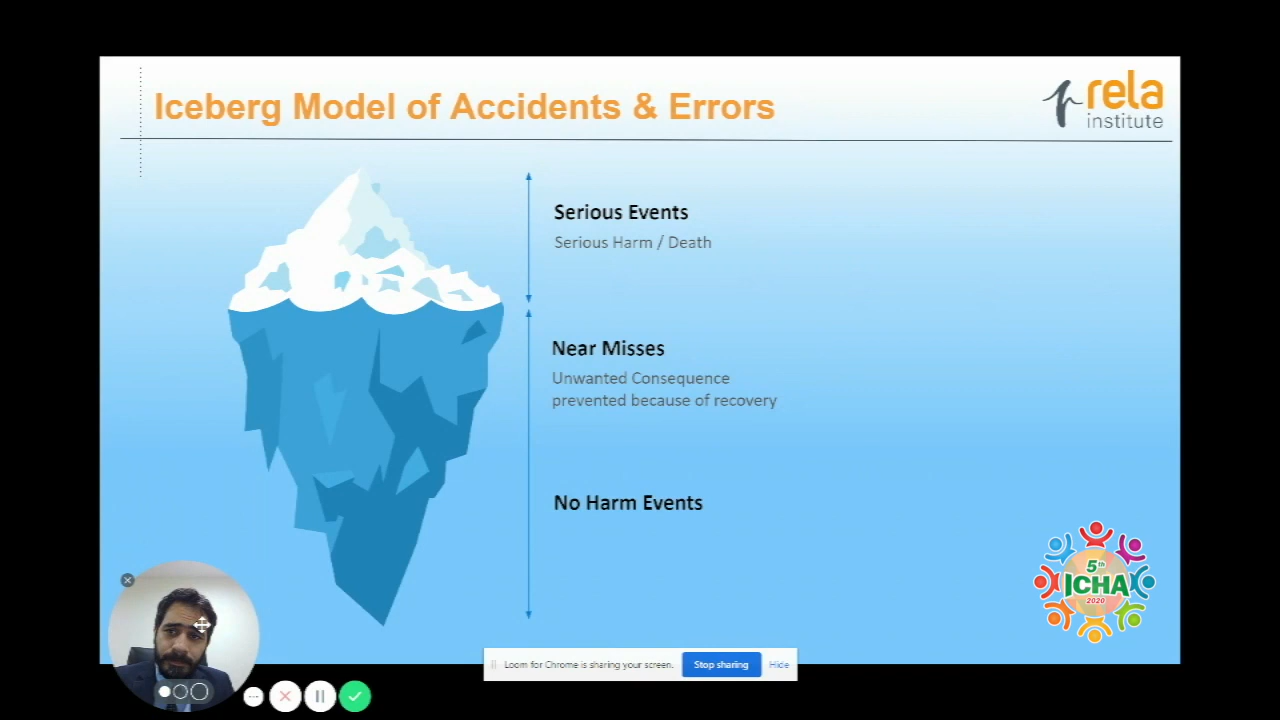 Iceberg Model of Accidents & Errors
rela
institute
Serious Events
Serious Harm / Death
Near Misses
Unwanted Consequence
prevented because of recovery
No Harm Events
5th
ICHA
2020
Loom for Chrome is sharing your screen.
Stop sharing
Hide